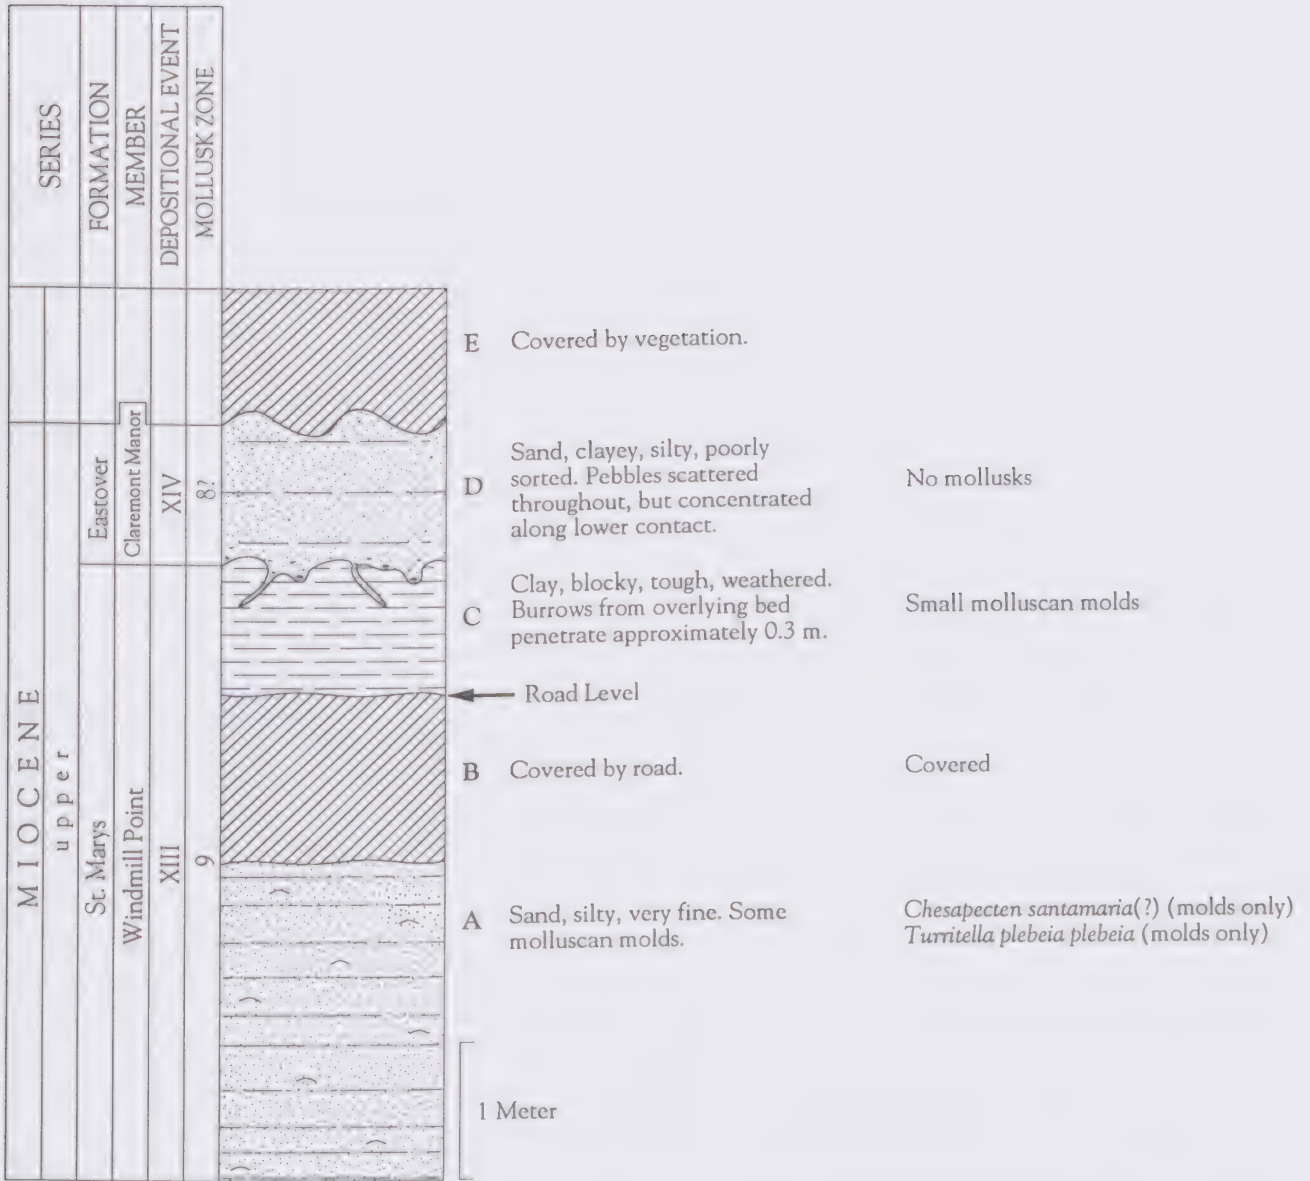 SERIES
FORMATION
MEMBER
DEPOSITIONAL EVENT
MOLLUSK ZONE
MIOCENE
upper
Eastover
Claremont Manor
XIV
8?
St. Marys
Windmill Point
XIII
9
E Covered by vegetation.
D Sand, clayey, silty, poorly
sorted. Pebbles scattered
throughout, but concentrated
along lower contact.
No mollusks
C Clay, blocky, tough, weathered.
Burrows from overlying bed
penetrate approximately 0.3 m.
Small molluscan molds
Road Level
B Covered by road.
Covered
A Sand, silty, very fine. Some
molluscan molds.
Chesapecten santamaria(?) (molds only)
Turritella plebeia plebeia (molds only)
1 Meter